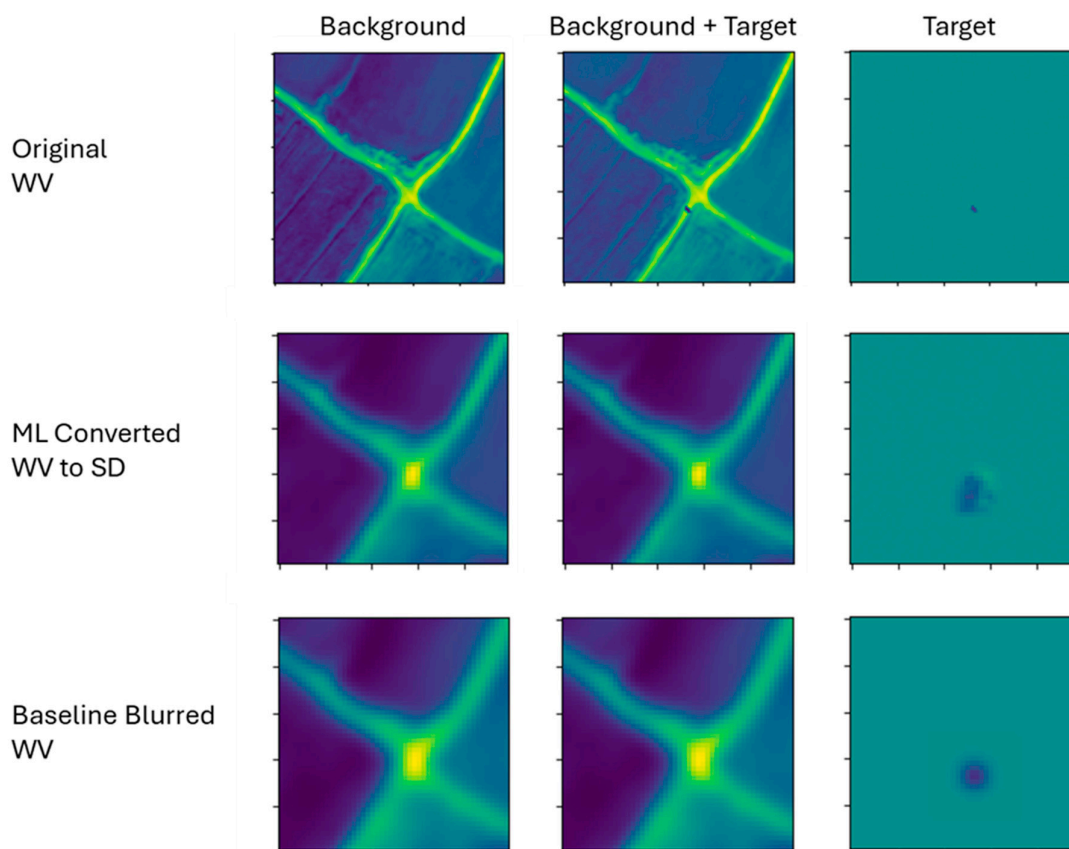 Background
Background + Target
Target
Original
WV
ML Converted
WV to SD
Baseline Blurred
WV